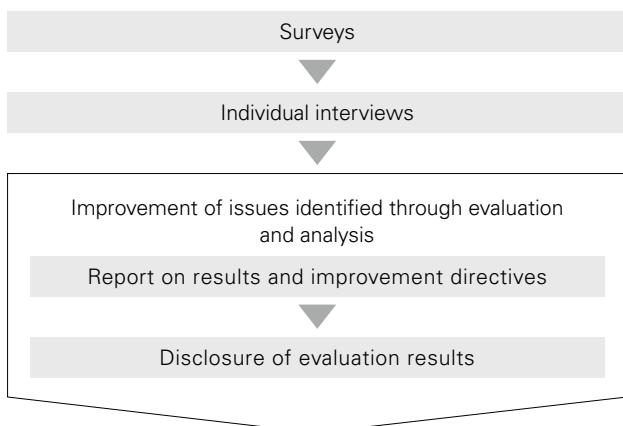 Surveys
Individual interviews
Improvement of issues identified through evaluation
and analysis
Report on results and improvement directives
Disclosure of evaluation results